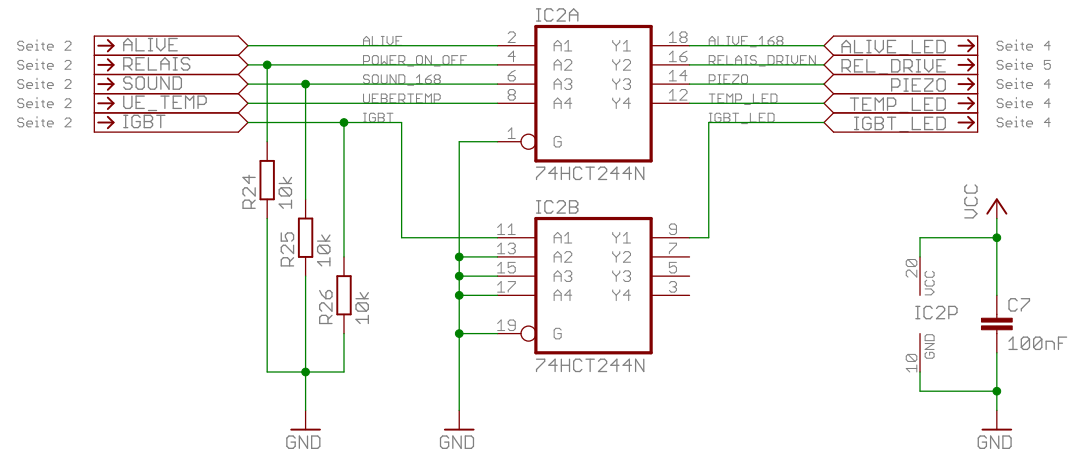 IC2A
Seite 2 ALIVE ALIVE 2 A1 Y1 18 ALIVE_168 ALIVE_LED Seite 4
Seite 2 RELAIS POWER_ON_OFF 4 A2 Y2 16 RELAIS_DRIVEN REL_DRIVE Seite 5
Seite 2 SOUND SOUND_168 6 A3 Y3 14 PIEZO PIEZO Seite 4
Seite 2 UE_TEMP UEBERTEMP 8 A4 Y4 12 TEMP_LED TEMP_LED Seite 4
Seite 2 IGBT IGBT IGBT_LED IGBT_LED Seite 4
1 G
74HCT244N
R24 10k
R25 10k
R26 10k
IC2B
11 A1 Y1 9
13 A2 Y2 7
15 A3 Y3 5
17 A4 Y4 3
19 G
74HCT244N
VCC
20 VCC
IC2P
10 GND
C7
100nF
GND
GND
GND